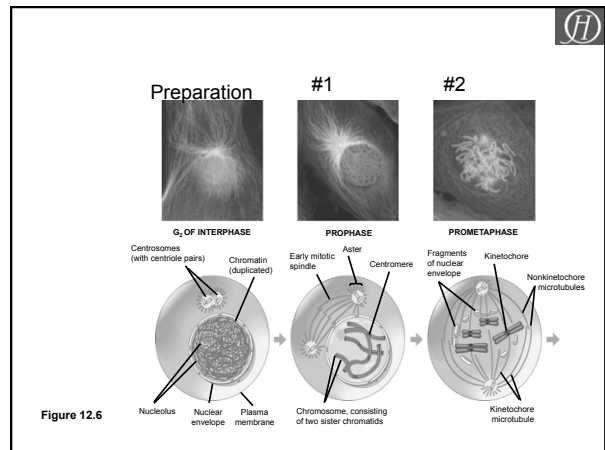 H
Preparation
#1
#2
G₂ OF INTERPHASE
PROPHASE
PROMETAPHASE
Centrosomes
(with centriole pairs)
Chromatin
(duplicated)
Nucleolus
Nuclear
envelope
Plasma
membrane
Early mitotic
spindle
Aster
Centromere
Chromosome, consisting
of two sister chromatids
Fragments
of nuclear
envelope
Kinetochore
Nonkinetochore
microtubules
Kinetochore
microtubule
Figure 12.6